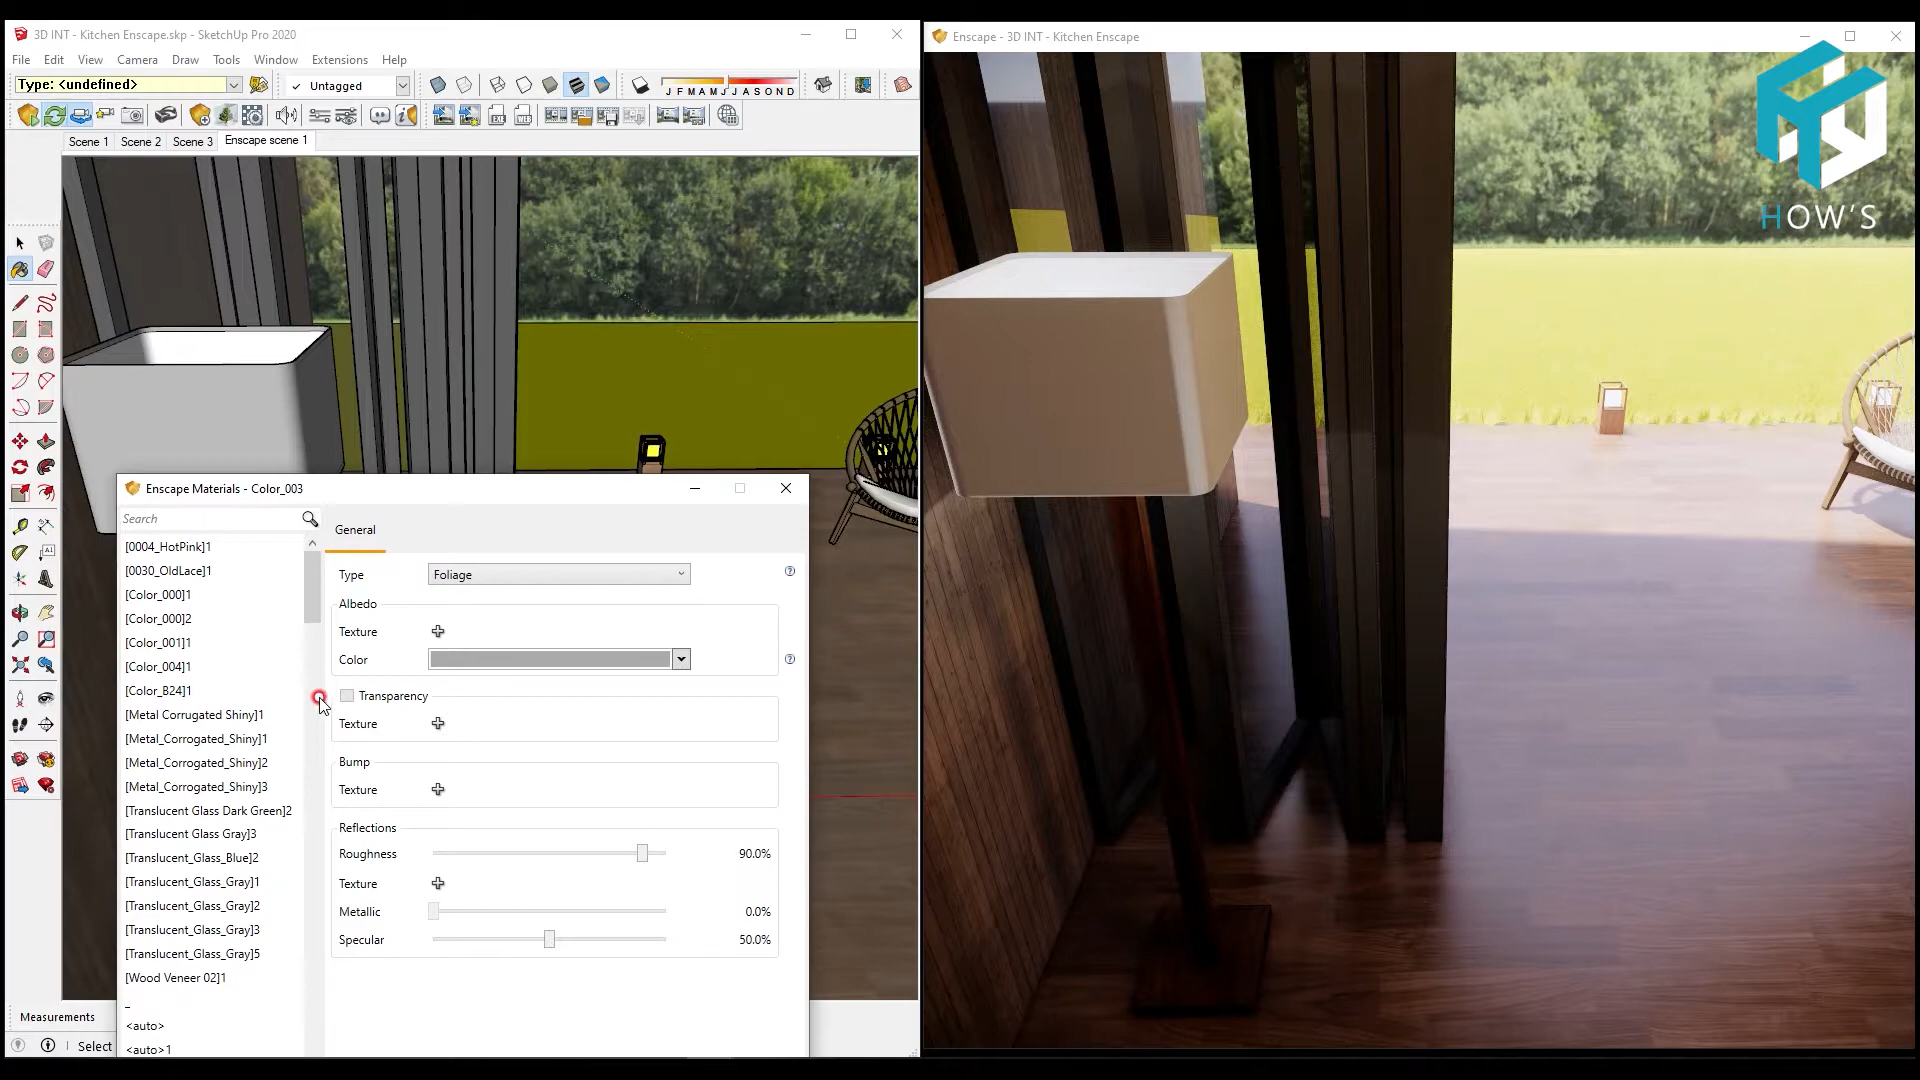 3D INT - Kitchen Enscape.skp - SketchUp Pro 2020
File Edit View Camera Draw Tools Window Extensions Help
Type: <undefined>
✓ Untagged
J F M A M J J A S O N D
Scene 1 Scene 2 Scene 3 Enscape scene 1
Enscape Materials - Color_003
Search
[0004_HotPink]1
[0030_OldLace]1
[Color_000]1
[Color_000]2
[Color_001]1
[Color_004]1
[Color_B24]1
[Metal Corrugated Shiny]1
[Metal_Corrogated_Shiny]1
[Metal_Corrogated_Shiny]2
[Metal_Corrogated_Shiny]3
[Translucent Glass Dark Green]2
[Translucent Glass Gray]3
[Translucent_Glass_Blue]2
[Translucent_Glass_Gray]1
[Translucent_Glass_Gray]2
[Translucent_Glass_Gray]3
[Translucent_Glass_Gray]5
[Wood Veneer 02]1
_
<auto>
<auto>1
General
Type Foliage
Albedo
Texture
Color
Transparency
Texture
Bump
Texture
Reflections
Roughness 90.0%
Texture
Metallic 0.0%
Specular 50.0%
Measurements
Select
Enscape - 3D INT - Kitchen Enscape
HOW'S